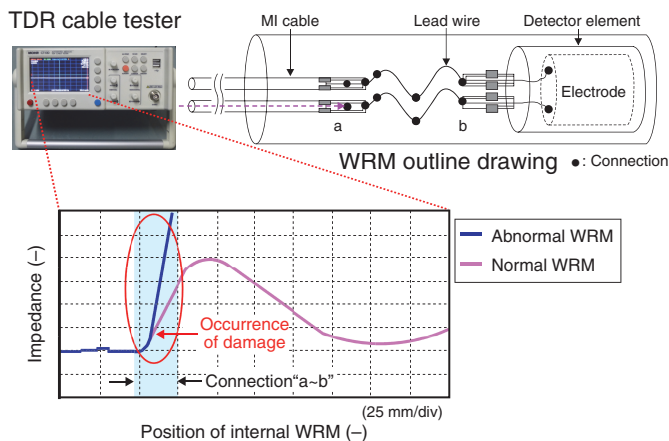 TDR cable tester
MI cable
Lead wire
Detector element
Electrode
a
b
WRM outline drawing
●: Connection
Abnormal WRM
Normal WRM
Impedance (–)
Occurrence
of damage
Connection“a~b”
(25 mm/div)
Position of internal WRM (–)